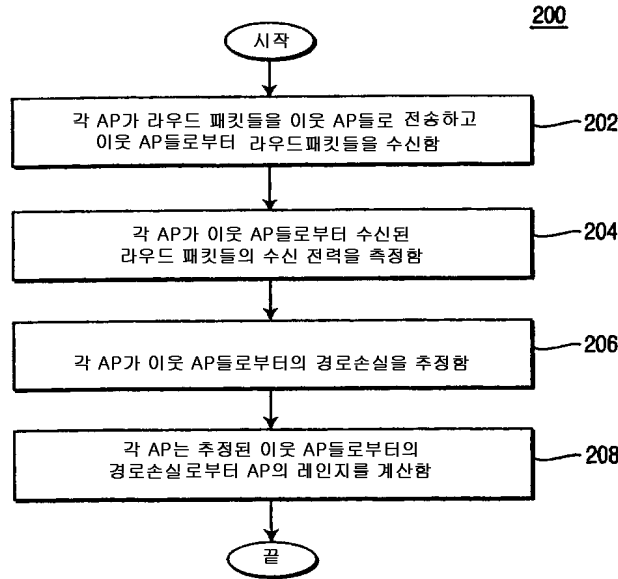 200
시작
각 AP가 라우드 패킷들을 이웃 AP들로 전송하고
이웃 AP들로부터 라우드패킷들을 수신함
202
각 AP가 이웃 AP들로부터 수신된
라우드 패킷들의 수신 전력을 측정함
204
각 AP가 이웃 AP들로부터의 경로손실을 추정함
206
각 AP는 추정된 이웃 AP들로부터의
경로손실로부터 AP의 레인지를 계산함
208
끝